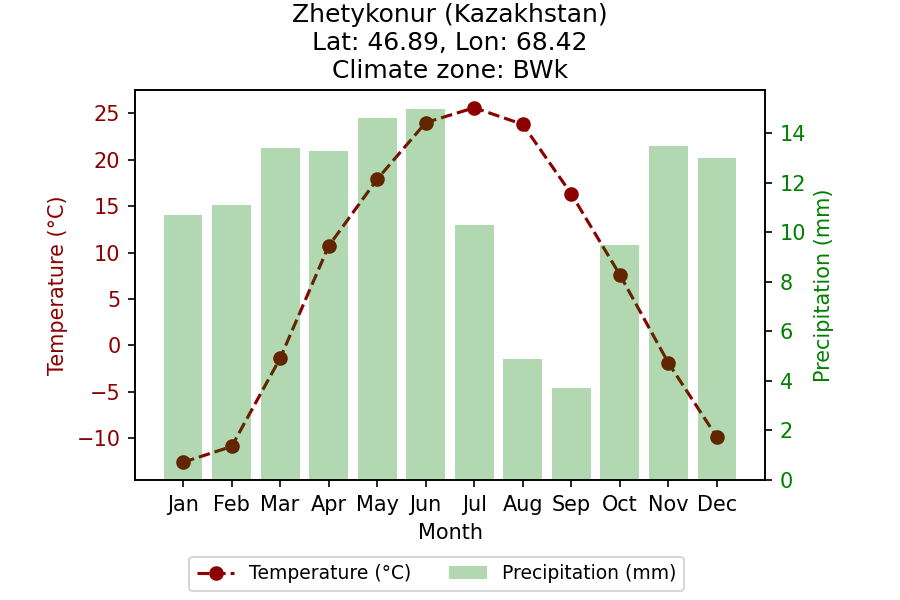 Zhetykonur (Kazakhstan)
Lat: 46.89, Lon: 68.42
Climate zone: BWk
Temperature (°C)
25
20
15
10
5
0
−5
−10
Precipitation (mm)
14
12
10
8
6
4
2
0
Jan Feb Mar Apr May Jun Jul Aug Sep Oct Nov Dec
Month
Temperature (°C) Precipitation (mm)